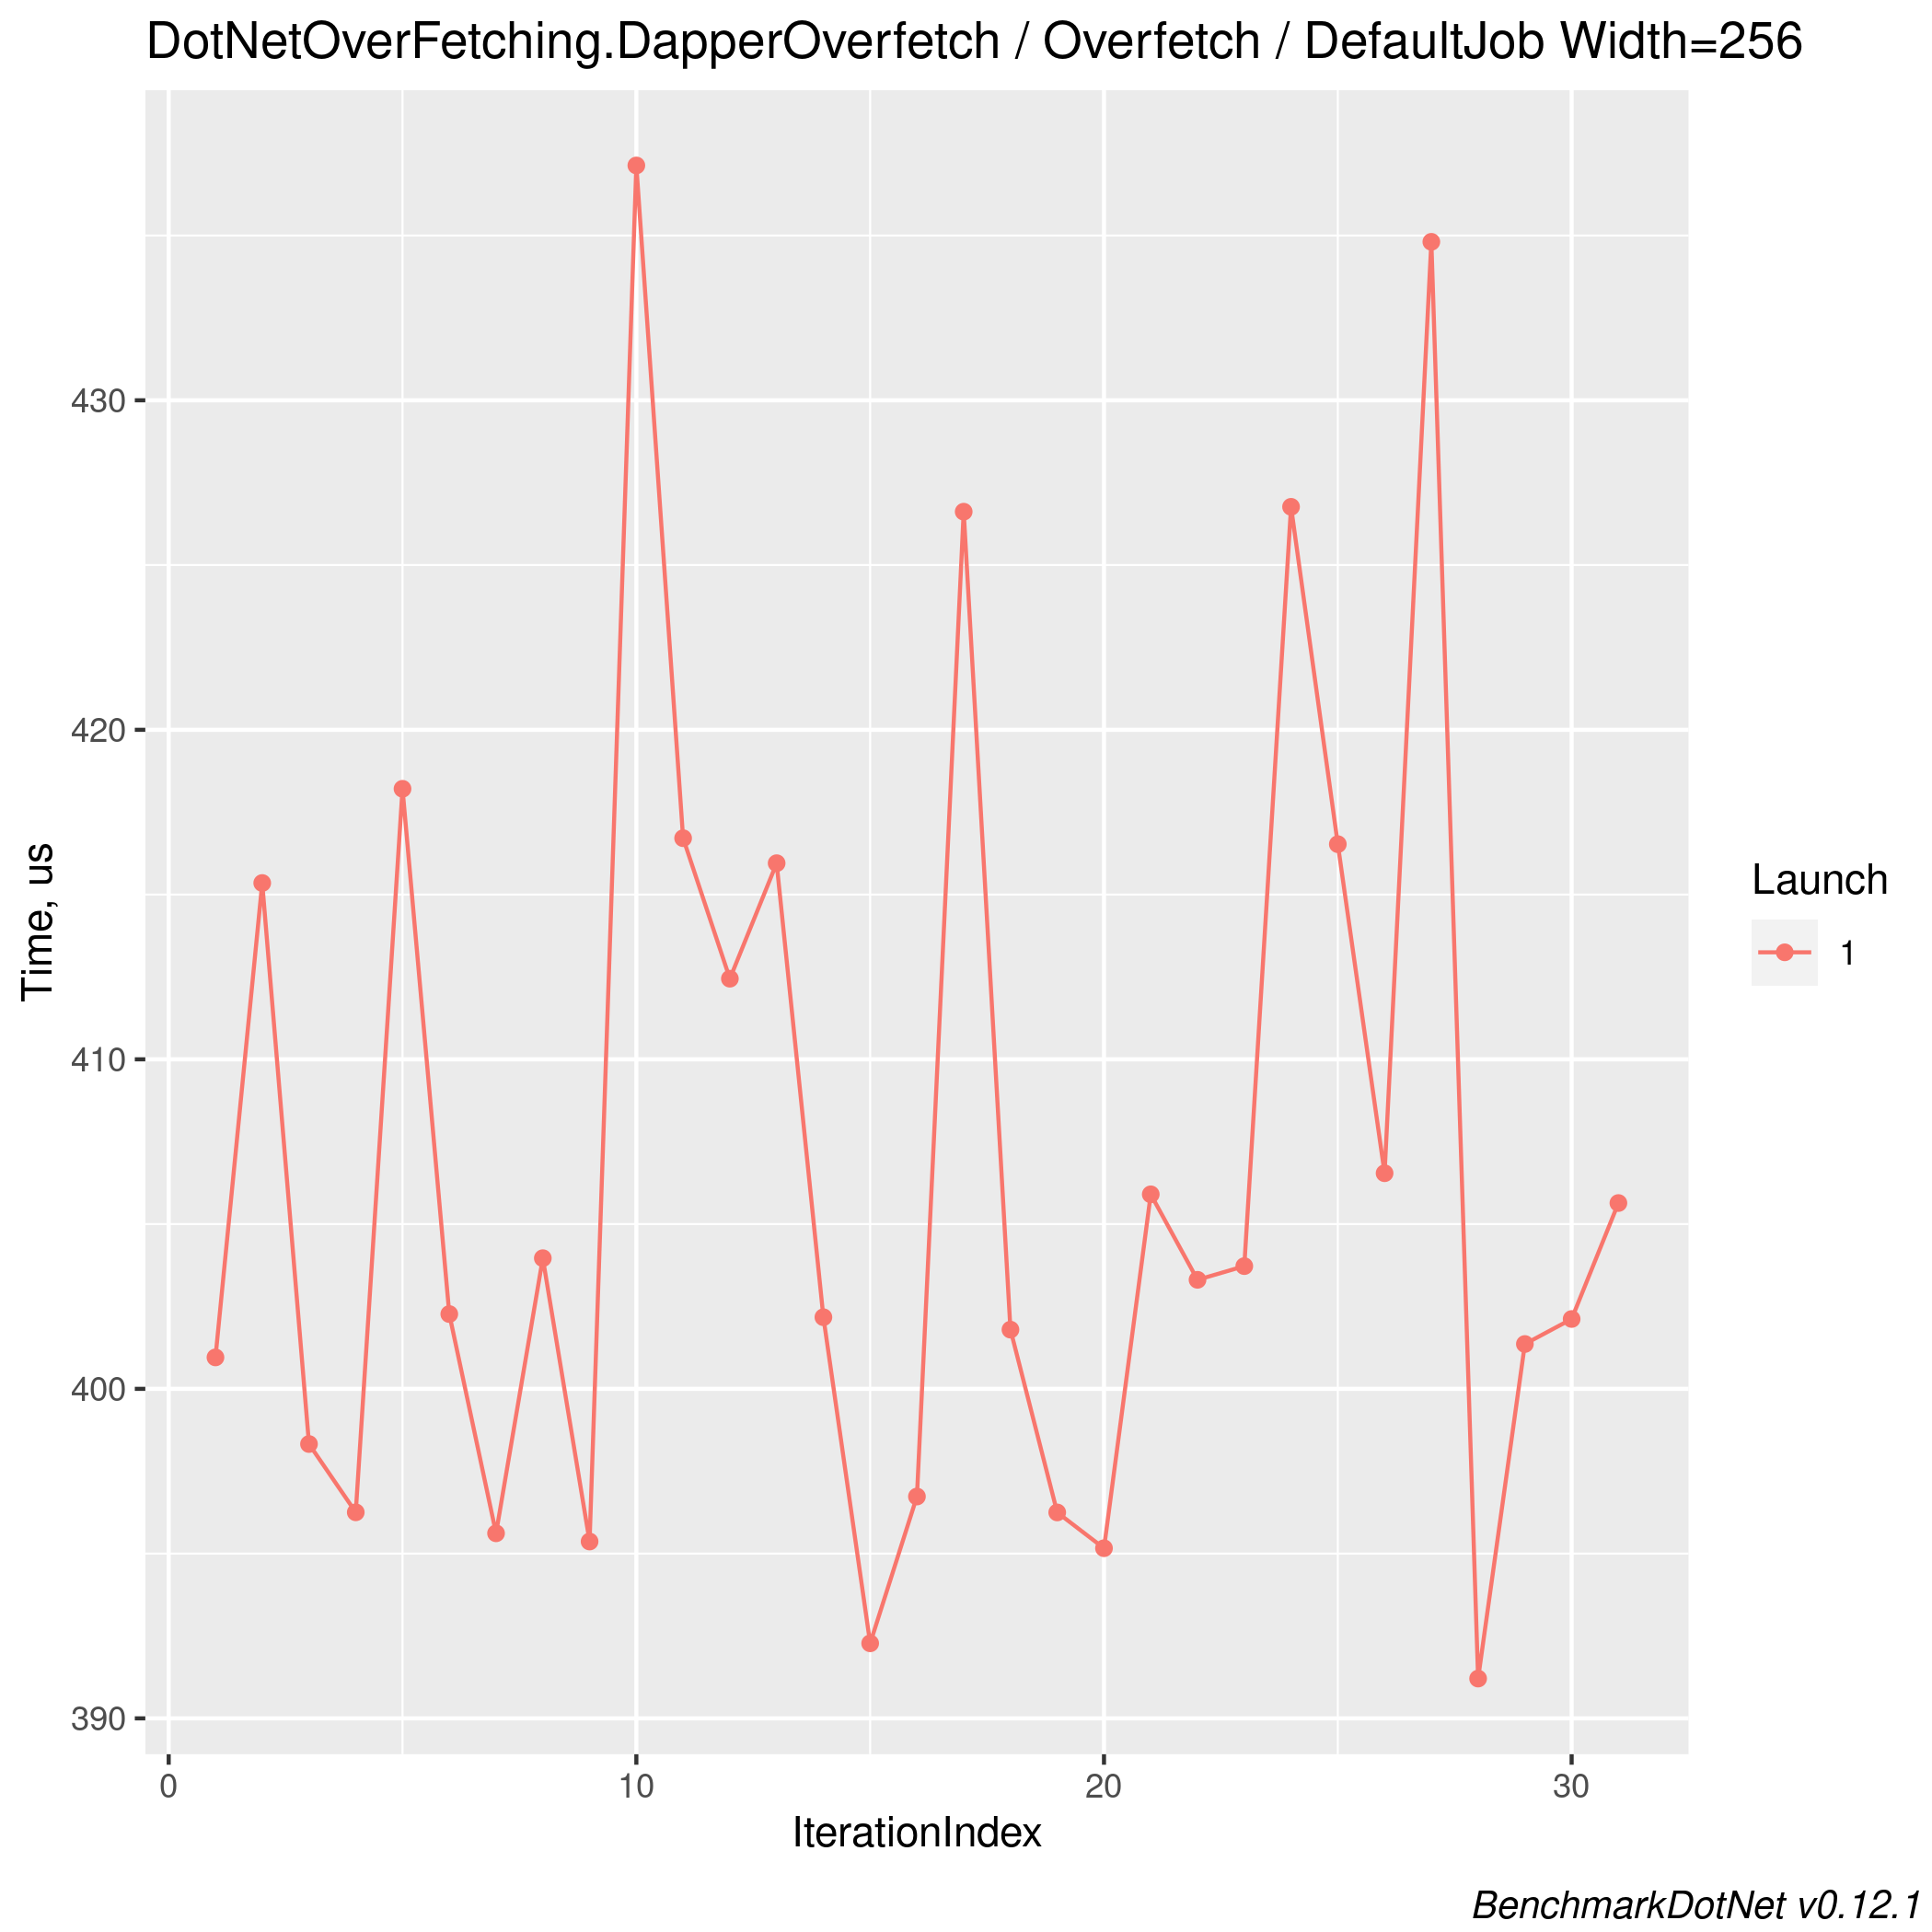 DotNetOverFetching.DapperOverfetch / Overfetch / DefaultJob Width=256
Time, us
430
420
410
400
390
0 10 20 30
IterationIndex
Launch
1
BenchmarkDotNet v0.12.1